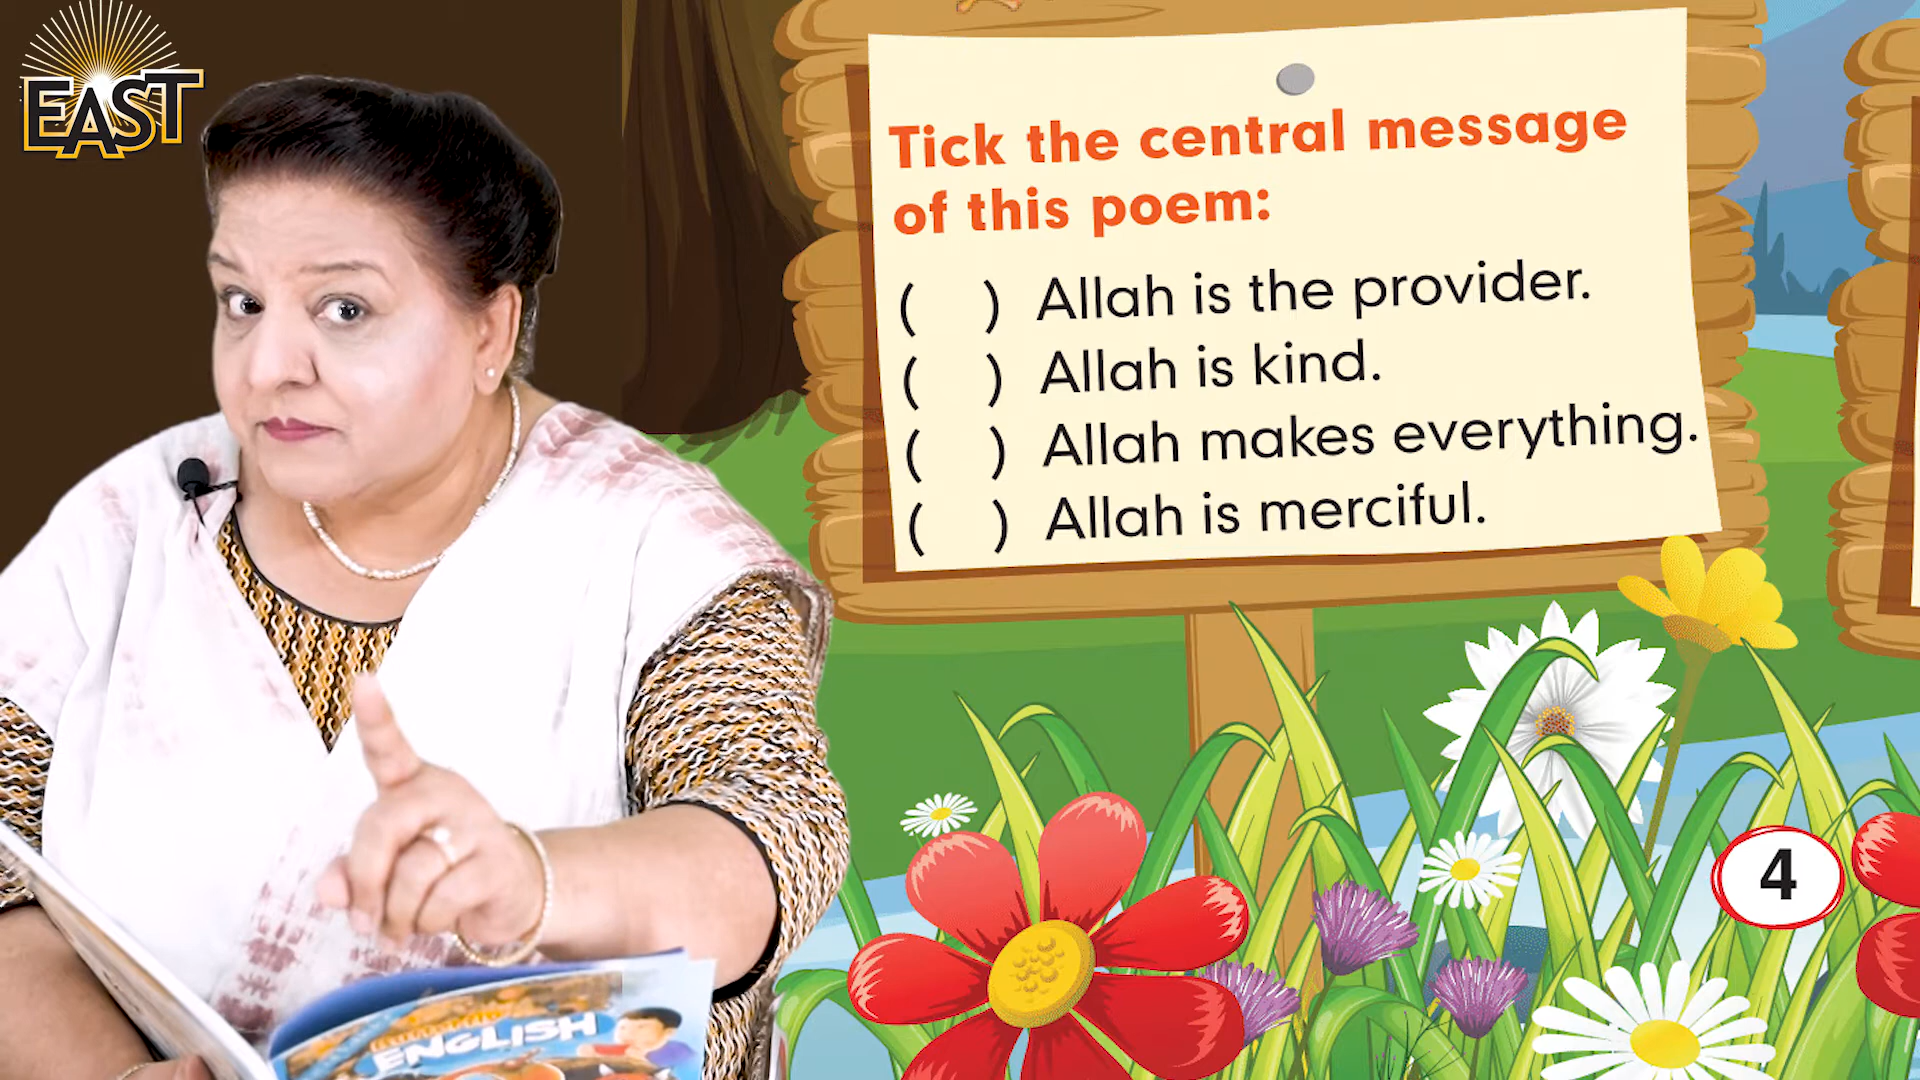 EAST
Tick the central message
of this poem:
( ) Allah is the provider.
( ) Allah is kind.
( ) Allah makes everything.
( ) Allah is merciful.
4
ENGLISH